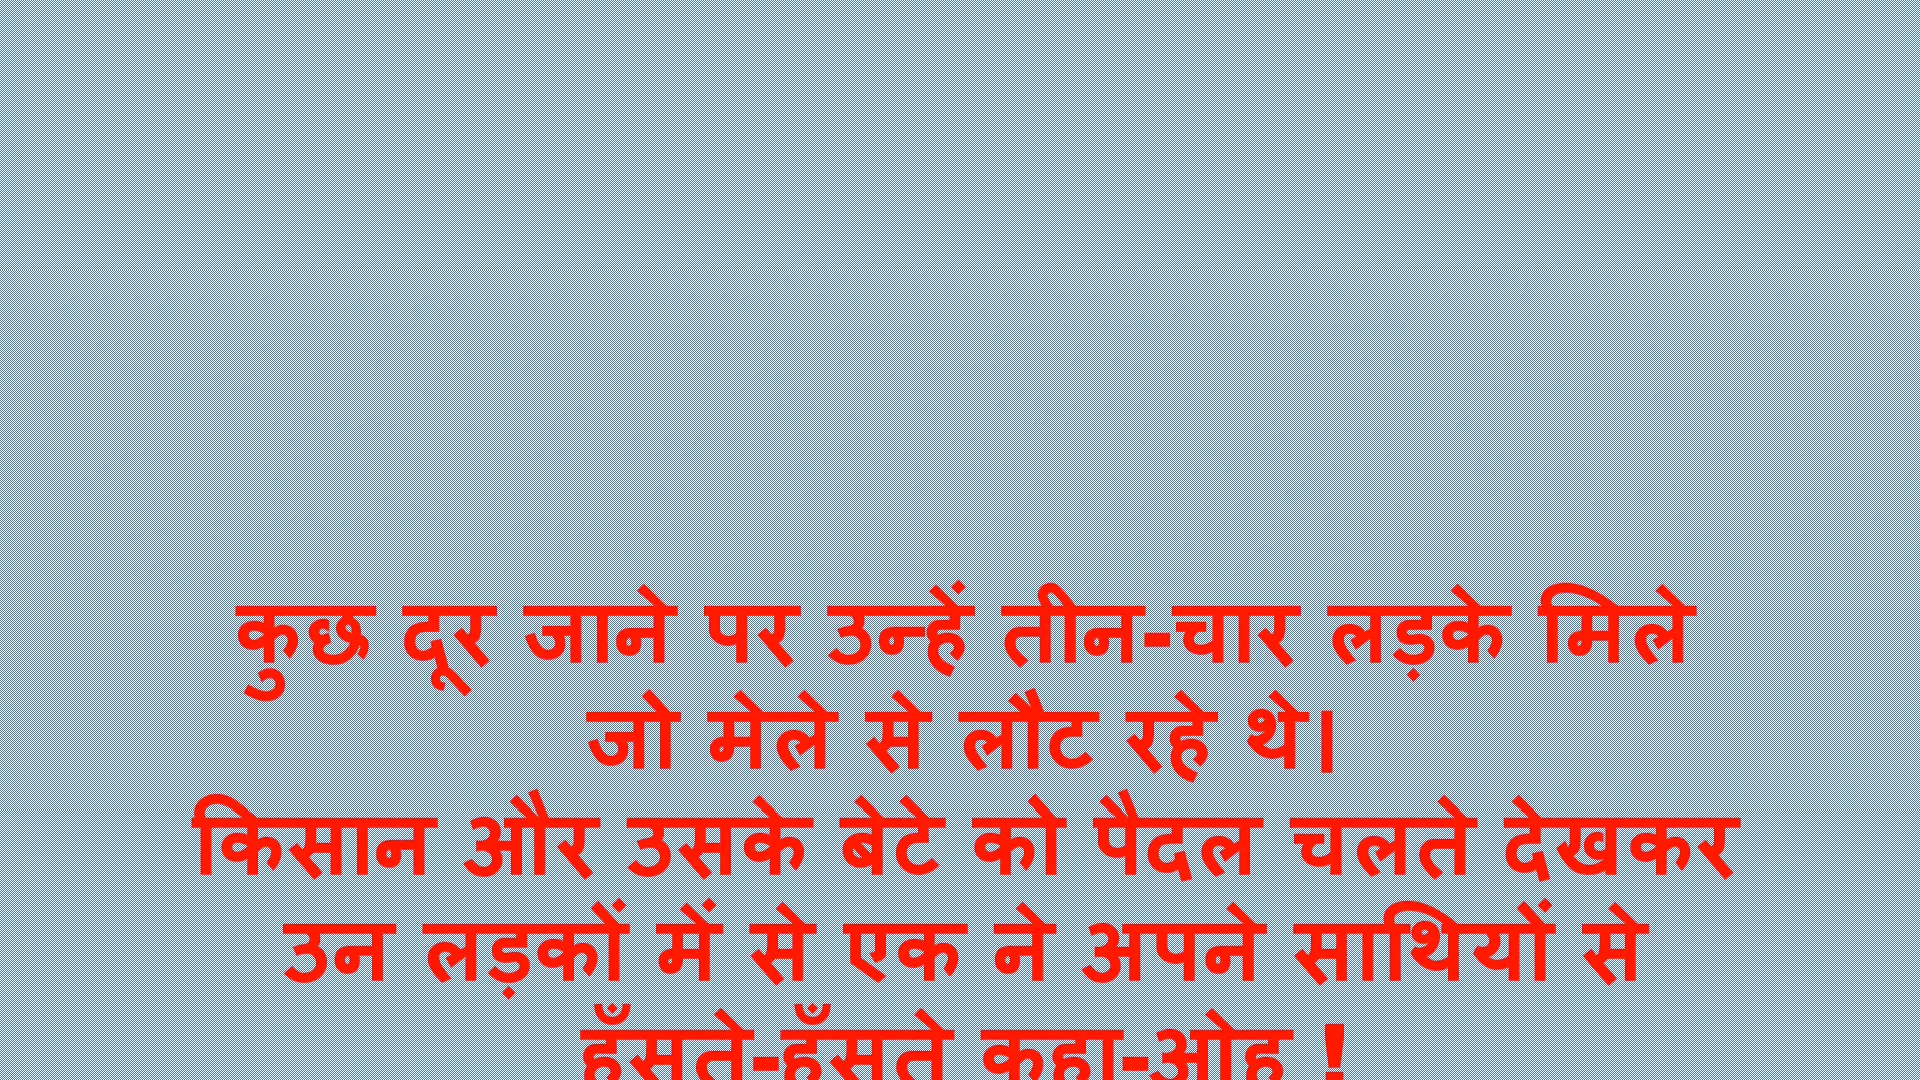 कुछ दूर जाने पर उन्हें तीन-चार लड़के मिले
जो मेले से लौट रहे थे।
किसान और उसके बेटे को पैदल चलते देखकर
उन लड़कों में से एक ने अपने साथियों से
हँसते-हँसते कहा-ओह !